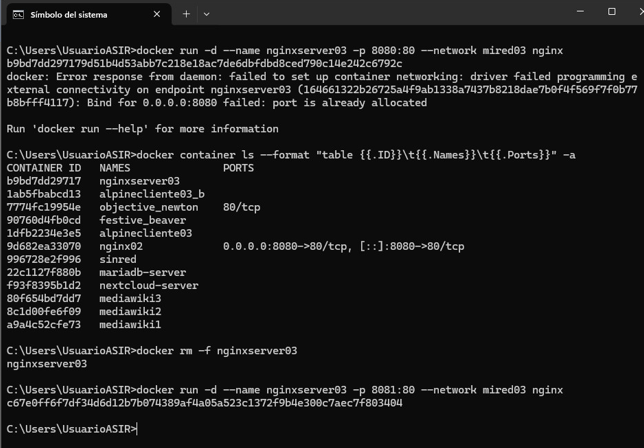 Símbolo del sistema
C:\Users\UsuarioASIR>docker run -d --name nginxserver03 -p 8080:80 --network mired03 nginx
b9bd7dd297179d51b4d53abb7c218e18ac7de6dbfdbd8ced790c14e242c6792c
docker: Error response from daemon: failed to set up container networking: driver failed programming e
xternal connectivity on endpoint nginxserver03 (164661322b26725a4f9ab1338a7437b8218dae7b0f4f569f7f0b77
b8bfff4117): Bind for 0.0.0.0:8080 failed: port is already allocated
Run 'docker run --help' for more information
C:\Users\UsuarioASIR>docker container ls --format "table {{.ID}}\t{{.Names}}\t{{.Ports}}" -a
CONTAINER ID   NAMES               PORTS
b9bd7dd29717   nginxserver03
1ab5fbabcd13   alpinecliente03_b
7774fc19954e   objective_newton    80/tcp
90760d4fb0cd   festive_beaver
1dfb2234e3e5   alpinecliente03
9d682ea33070   nginx02             0.0.0.0:8080->80/tcp, [::]:8080->80/tcp
996728e2f996   sinred
22c1127f880b   mariadb-server
f93f8395b1d2   nextcloud-server
80f654bd7dd7   mediawiki3
8c1d00fe6f09   mediawiki2
a9a4c52cfe73   mediawiki1
C:\Users\UsuarioASIR>docker rm -f nginxserver03
nginxserver03
C:\Users\UsuarioASIR>docker run -d --name nginxserver03 -p 8081:80 --network mired03 nginx
c67e0ff6f7df34d6d12b7b074389af4a05a523c1372f9b4e300c7aec7f803404
C:\Users\UsuarioASIR>